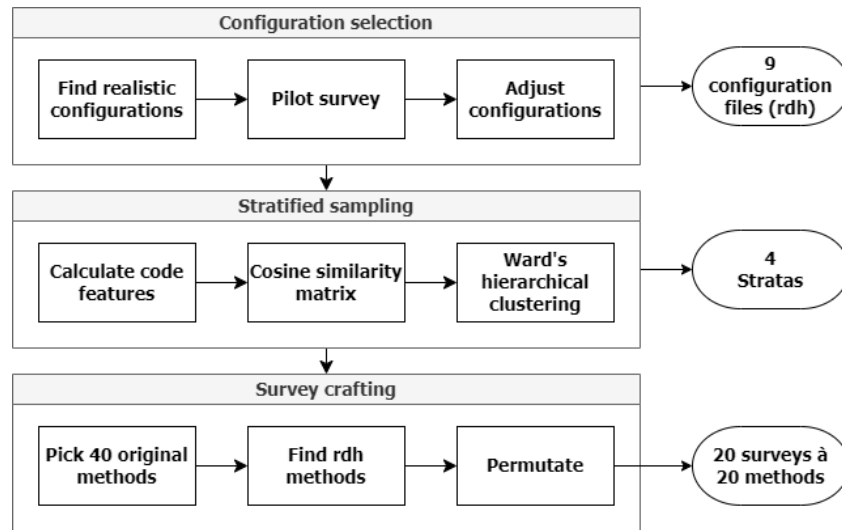 Configuration selection
Find realistic
configurations
Pilot survey
Adjust
configurations
9
configuration
files (rdh)
Stratified sampling
Calculate code
features
Cosine similarity
matrix
Ward's
hierarchical
clustering
4
Stratas
Survey crafting
Pick 40 original
methods
Find rdh
methods
Permutate
20 surveys à
20 methods